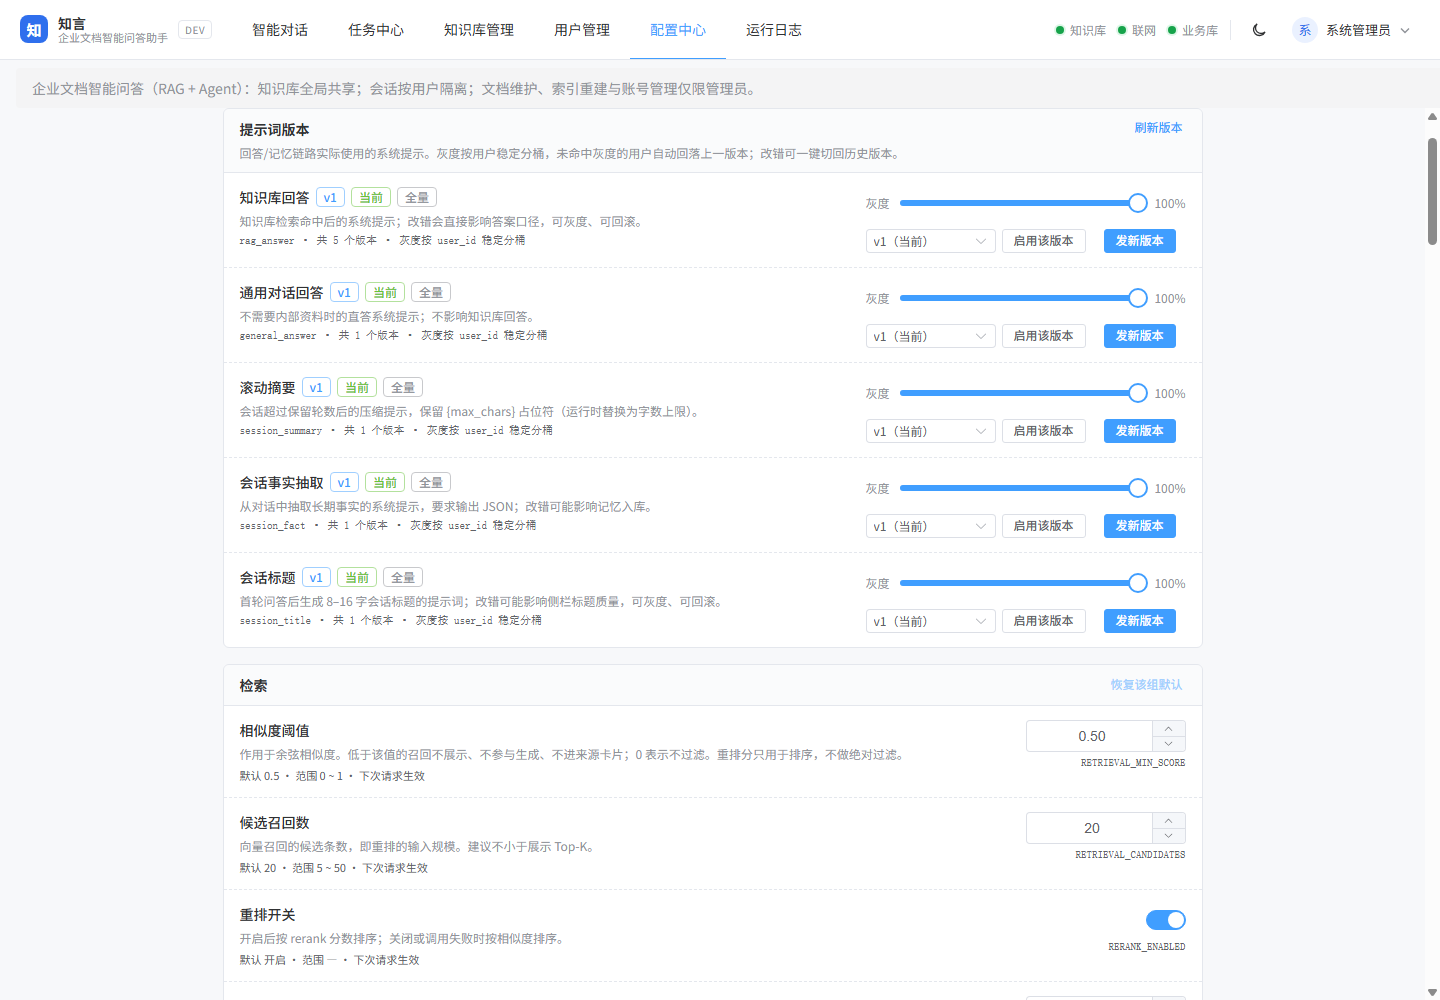 知
知言
企业文档智能问答助手
DEV
智能对话
任务中心
知识库管理
用户管理
配置中心
运行日志
知识库
联网
业务库
系
系统管理员
企业文档智能问答（RAG + Agent）：知识库全局共享；会话按用户隔离；文档维护、索引重建与账号管理仅限管理员。
提示词版本
刷新版本
回答/记忆链路实际使用的系统提示。灰度按用户稳定分桶，未命中灰度的用户自动回落上一版本；改错可一键切回历史版本。
知识库回答 v1 当前 全量
灰度 100%
知识库检索命中后的系统提示；改错会直接影响答案口径，可灰度、可回滚。
rag_answer · 共 5 个版本 · 灰度按 user_id 稳定分桶
v1（当前） 启用该版本 发新版本
通用对话回答 v1 当前 全量
灰度 100%
不需要内部资料时的直答系统提示；不影响知识库回答。
general_answer · 共 1 个版本 · 灰度按 user_id 稳定分桶
v1（当前） 启用该版本 发新版本
滚动摘要 v1 当前 全量
灰度 100%
会话超过保留轮数后的压缩提示，保留 {max_chars} 占位符（运行时替换为字数上限）。
session_summary · 共 1 个版本 · 灰度按 user_id 稳定分桶
v1（当前） 启用该版本 发新版本
会话事实抽取 v1 当前 全量
灰度 100%
从对话中抽取长期事实的系统提示，要求输出 JSON；改错可能影响记忆入库。
session_fact · 共 1 个版本 · 灰度按 user_id 稳定分桶
v1（当前） 启用该版本 发新版本
会话标题 v1 当前 全量
灰度 100%
首轮问答后生成 8–16 字会话标题的提示词；改错可能影响侧栏标题质量，可灰度、可回滚。
session_title · 共 1 个版本 · 灰度按 user_id 稳定分桶
v1（当前） 启用该版本 发新版本
检索
恢复该组默认
相似度阈值
0.50
作用于余弦相似度。低于该值的召回不展示、不参与生成、不进来源卡片；0 表示不过滤。重排分只用于排序，不做绝对过滤。
RETRIEVAL_MIN_SCORE
默认 0.5 · 范围 0 ~ 1 · 下次请求生效
候选召回数
20
向量召回的候选条数，即重排的输入规模。建议不小于展示 Top-K。
RETRIEVAL_CANDIDATES
默认 20 · 范围 5 ~ 50 · 下次请求生效
重排开关
开启后按 rerank 分数排序；关闭或调用失败时按相似度排序。
RERANK_ENABLED
默认 开启 · 范围 — · 下次请求生效